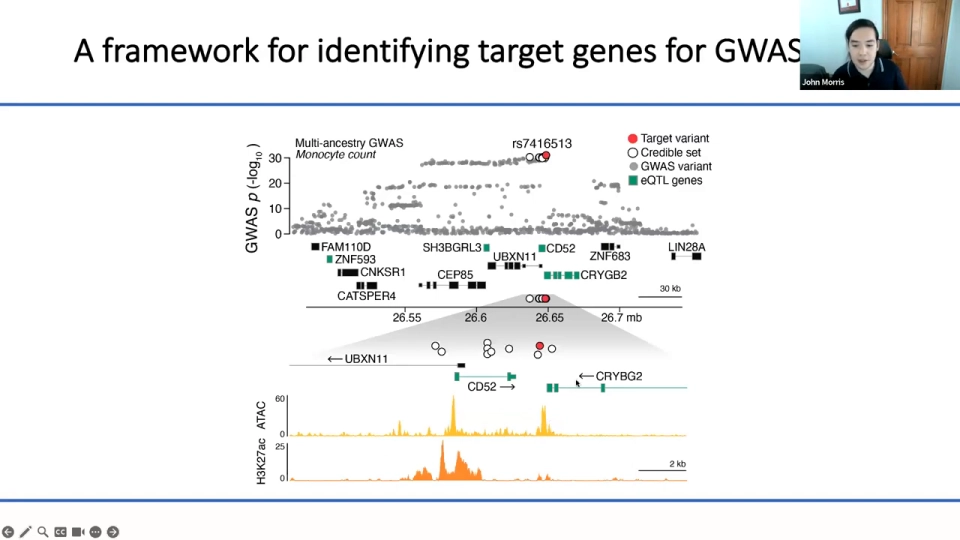 A framework for identifying target genes for GWAS
John Morris
Multi-ancestry GWAS
Monocyte count
rs7416513
Target variant
Credible set
GWAS variant
eQTL genes
GWAS p (-log10)
30
20
10
0
FAM110D
SH3BGRL3
CD52
LIN28A
ZNF593
UBXN11
ZNF683
CNKSR1
CEP85
CRYGB2
CATSPER4
30 kb
26.55
26.6
26.65
26.7 mb
←UBXN11
CD52→
←CRYBG2
ATAC
60
0
H3K27ac
25
0
2 kb
CC